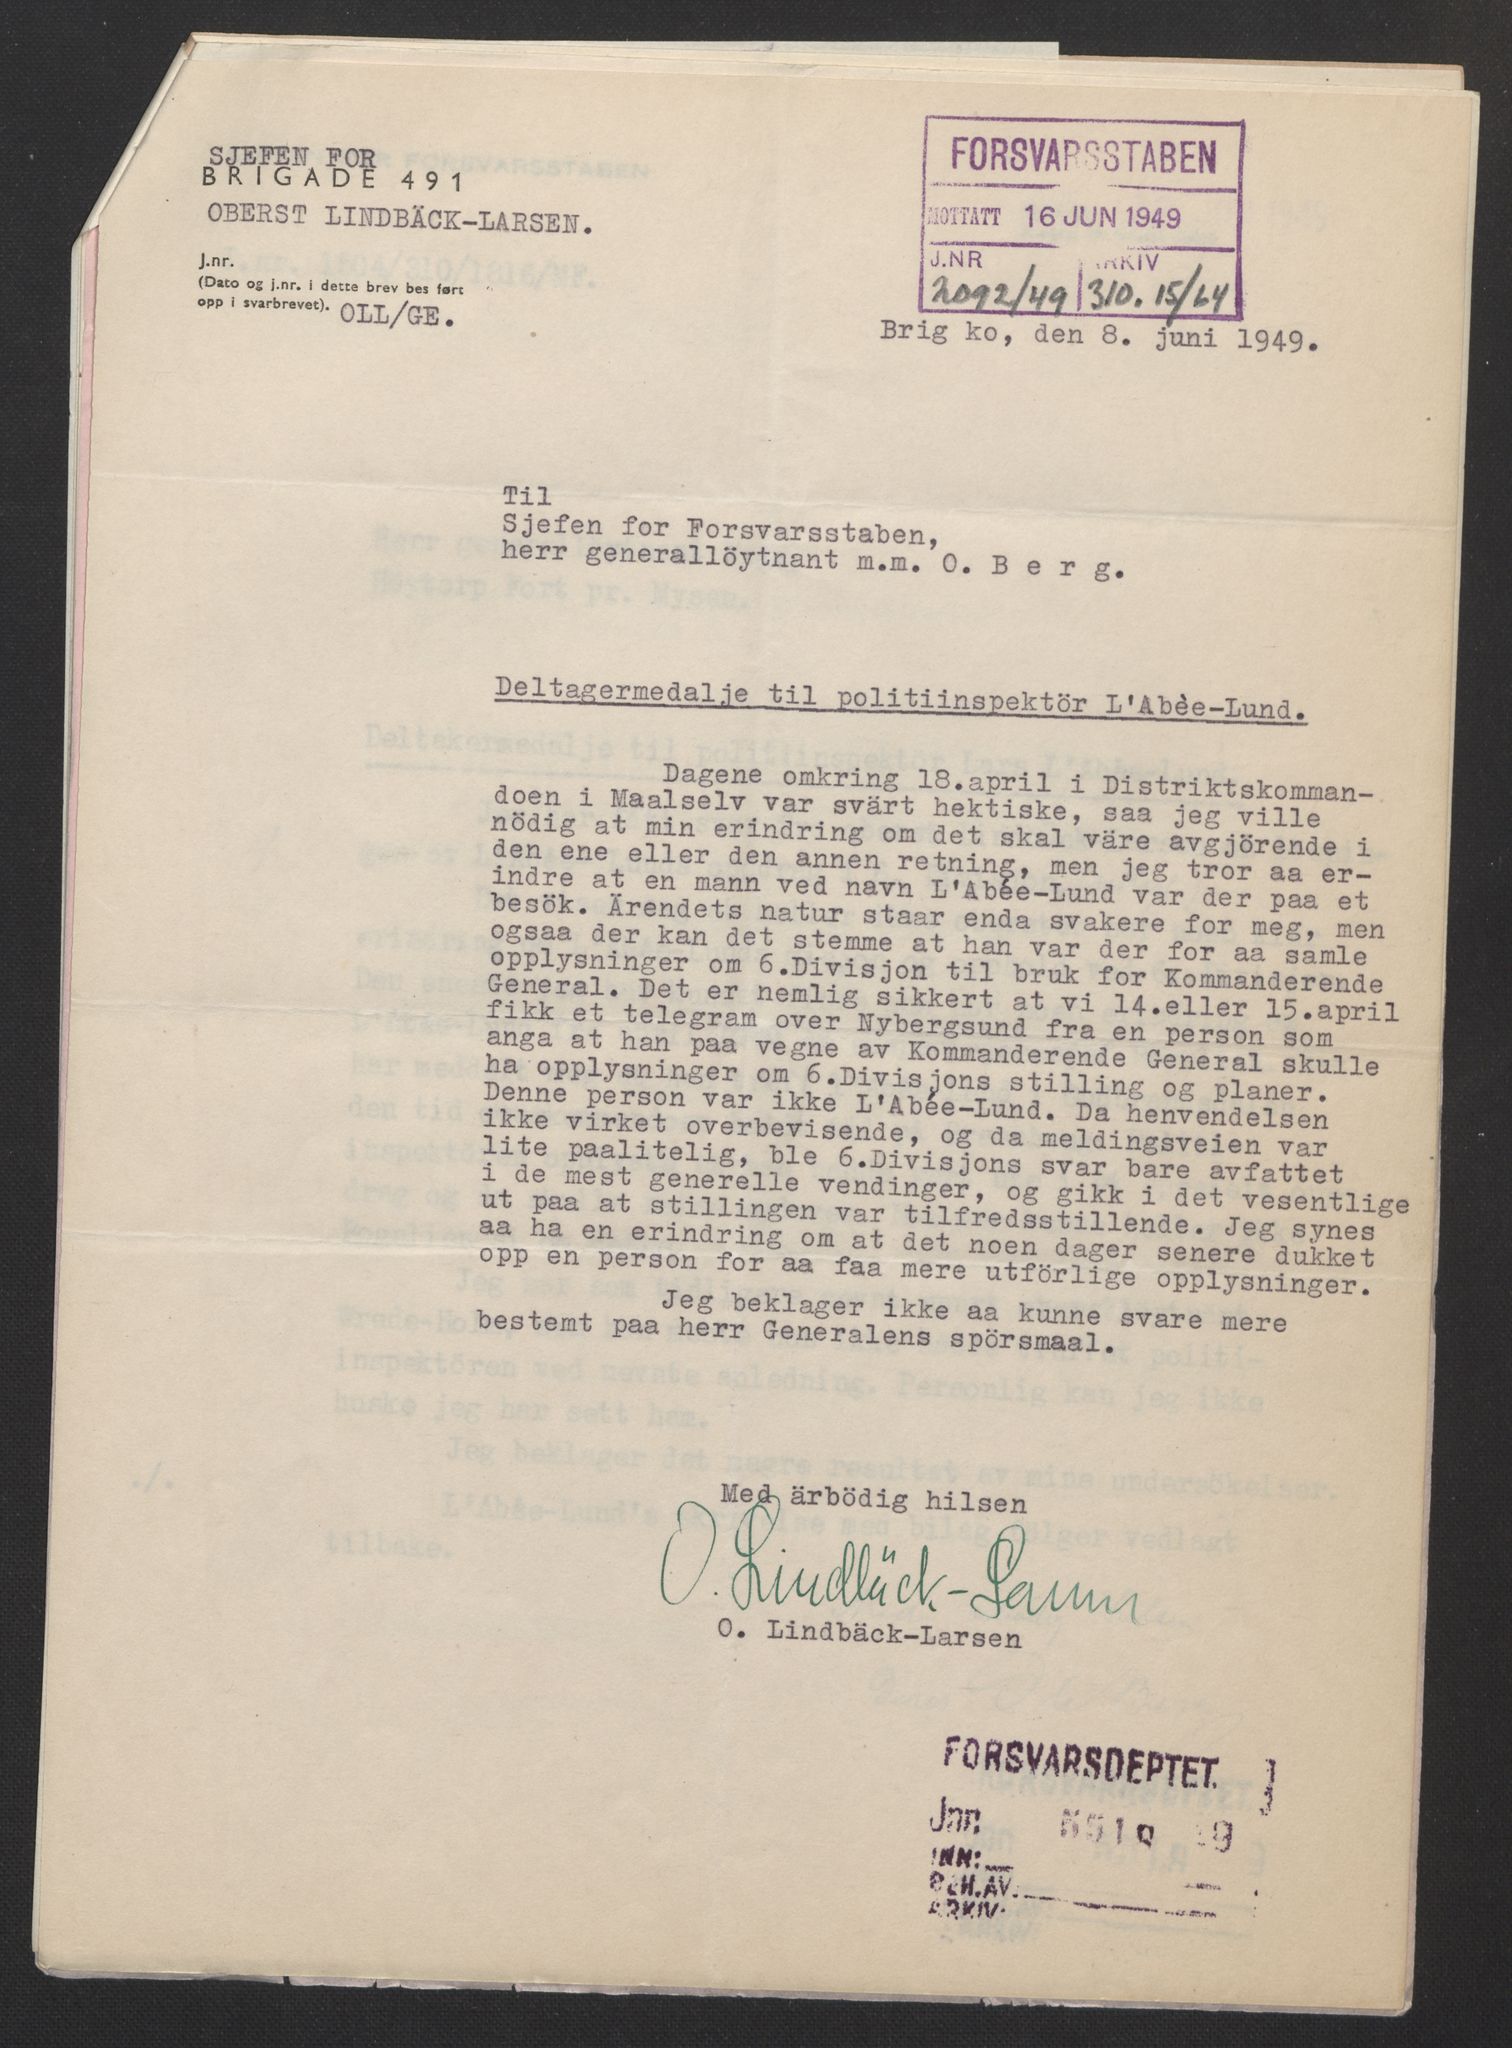 SJEFEN FOR
BRIGADE 491
OBERST LINDBÄCK-LARSEN.
J.nr.
(Dato og j.nr. i dette brev bes ført
opp i svarbrevet). OLL/GE.
FORSVARSSTABEN
MOTTATT 16 JUN 1949
J.NR ARKIV
2092/49 310.15/64
Brig ko, den 8. juni 1949.
Til
Sjefen for Forsvarsstaben,
herr generallöytnant m.m. O. B e r g.
Deltagermedalje til politiinspektör L'Abèe-Lund.
Dagene omkring 18.april i Distriktskomman-
doen i Maalselv var svärt hektiske, saa jeg ville
nödig at min erindring om det skal väre avgjörende i
den ene eller den annen retning, men jeg tror aa er-
indre at en mann ved navn L'Abée-Lund var der paa et
besök. Ärendets natur staar enda svakere for meg, men
ogsaa der kan det stemme at han var der for aa samle
opplysninger om 6.Divisjon til bruk for Kommanderende
General. Det er nemlig sikkert at vi 14.eller 15.april
fikk et telegram over Nybergsund fra en person som
anga at han paa vegne av Kommanderende General skulle
ha opplysninger om 6.Divisjons stilling og planer.
Denne person var ikke L'Abée-Lund. Da henvendelsen
ikke virket overbevisende, og da meldingsveien var
lite paalitelig, ble 6.Divisjons svar bare avfattet
i de mest generelle vendinger, og gikk i det vesentlige
ut paa at stillingen var tilfredsstillende. Jeg synes
aa ha en erindring om at det noen dager senere dukket
opp en person for aa faa mere utförlige opplysninger.
Jeg beklager ikke aa kunne svare mere
bestemt paa herr Generalens spörsmaal.
Med ärbödig hilsen
O. Lindbäck-Larsen
O. Lindbäck-Larsen
FORSVARSDEPTET.
Jnr.
INN:
BEH.AV.
ARKIV: